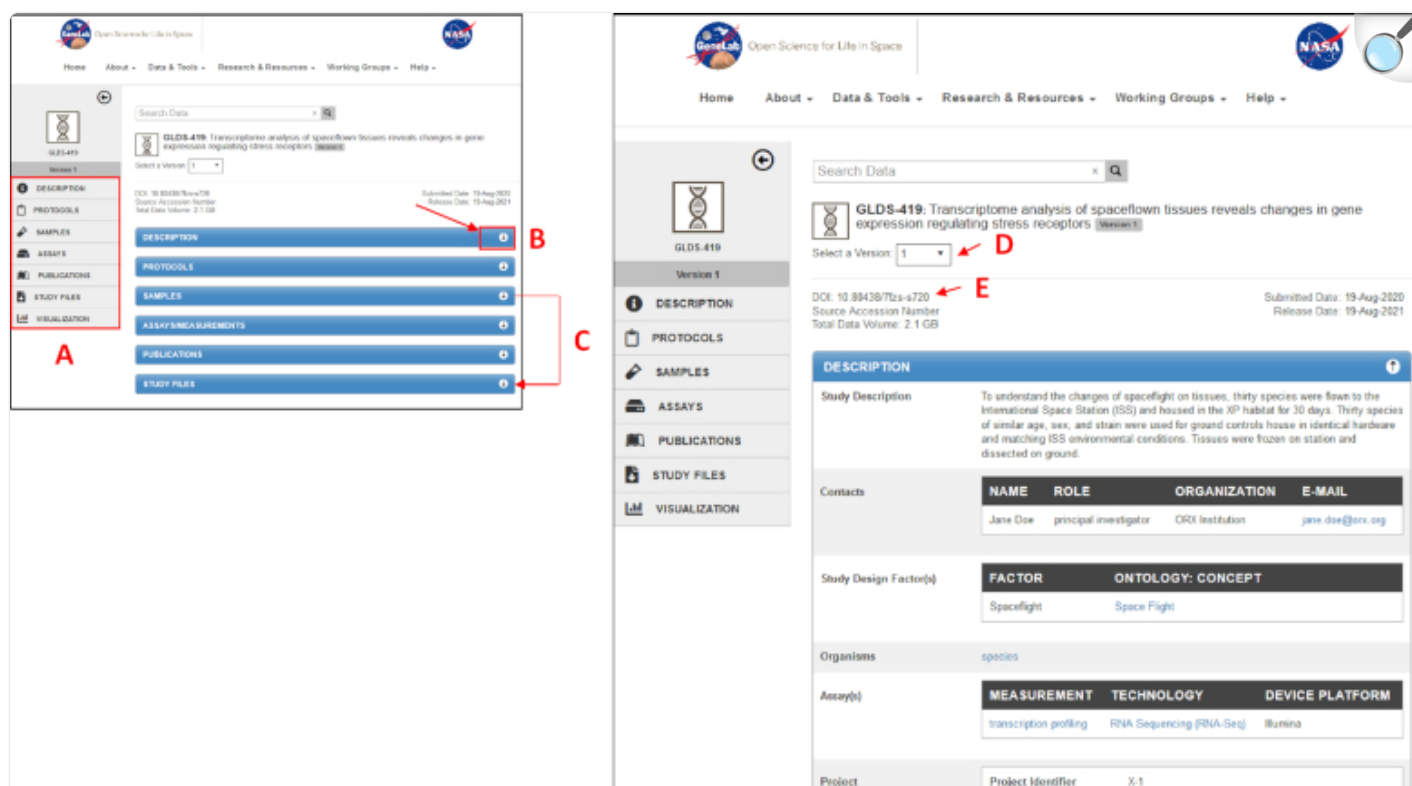 GeneLab
Open Science for Life in Space
NASA
Home About Data & Tools Research & Resources Working Groups Help
Search Data ×
GLDS-419
GLDS-419: Transcriptome analysis of spaceflown tissues reveals changes in gene
expression regulating stress receptors Version 1
Select a Version: 1
Version 1
DESCRIPTION
PROTOCOLS
SAMPLES
ASSAYS
PUBLICATIONS
STUDY FILES
VISUALIZATION
A
Source Accession Number
Total Data Volume: 2.1 GB
Submitted Date: 19-Aug-2020
Release Date: 19-Aug-2021
DESCRIPTION
B
PROTOCOLS
SAMPLES
ASSAYS/MEASUREMENTS
C
PUBLICATIONS
STUDY FILES
GeneLab
Open Science for Life in Space
NASA
Home About Data & Tools Research & Resources Working Groups Help
Search Data ×
GLDS-419
GLDS-419: Transcriptome analysis of spaceflown tissues reveals changes in gene
expression regulating stress receptors Version 1
Select a Version: 1
D
Version 1
DESCRIPTION
PROTOCOLS
SAMPLES
ASSAYS
PUBLICATIONS
STUDY FILES
VISUALIZATION
DOI:
E
Source Accession Number
Total Data Volume: 2.1 GB
Submitted Date: 19-Aug-2020
Release Date: 19-Aug-2021
DESCRIPTION
Study Description
To understand the changes of spaceflight on tissues, thirty species were flown to the
International Space Station (ISS) and housed in the XP habitat for 30 days. Thirty species
of similar age, sex, and strain were used for ground controls house in identical hardware
and matching ISS environmental conditions. Tissues were frozen on station and
dissected on ground.
Contacts
NAME ROLE ORGANIZATION E-MAIL
Jane Doe principal investigator ORX Institution jane.doe@orx.org
Study Design Factor(s)
FACTOR ONTOLOGY: CONCEPT
Spaceflight Space Flight
Organisms species
Assay(s)
MEASUREMENT TECHNOLOGY DEVICE PLATFORM
transcription profiling RNA Sequencing (RNA-Seq) Illumina
Project Project Identifier X-1